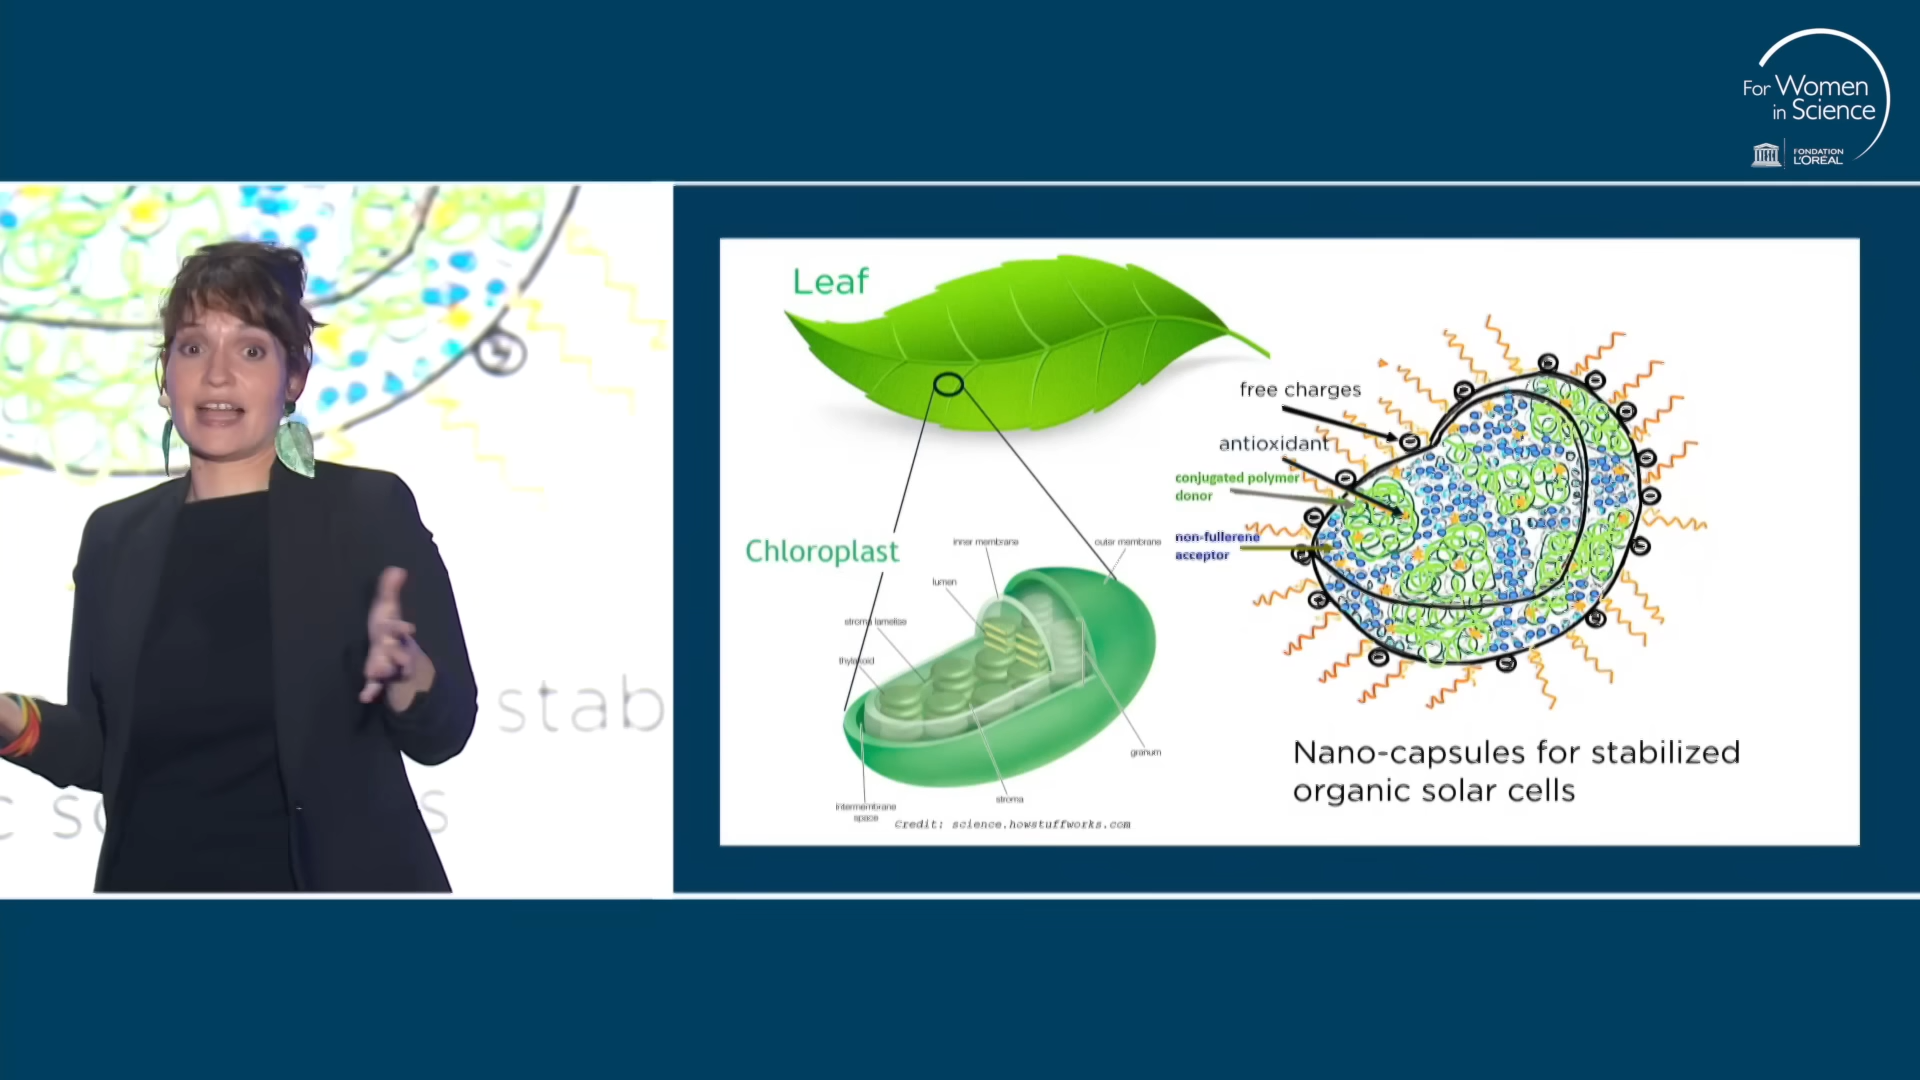 For Women
in Science
FONDATION
L'ORÉAL
stab
Leaf
Chloroplast
inner membrane
outer membrane
lumen
stroma lamellae
thylakoid
granum
stroma
intermembrane
space
Credit: science.howstuffworks.com
free charges
antioxidant
conjugated polymer
donor
non-fullerene
acceptor
Nano-capsules for stabilized
organic solar cells